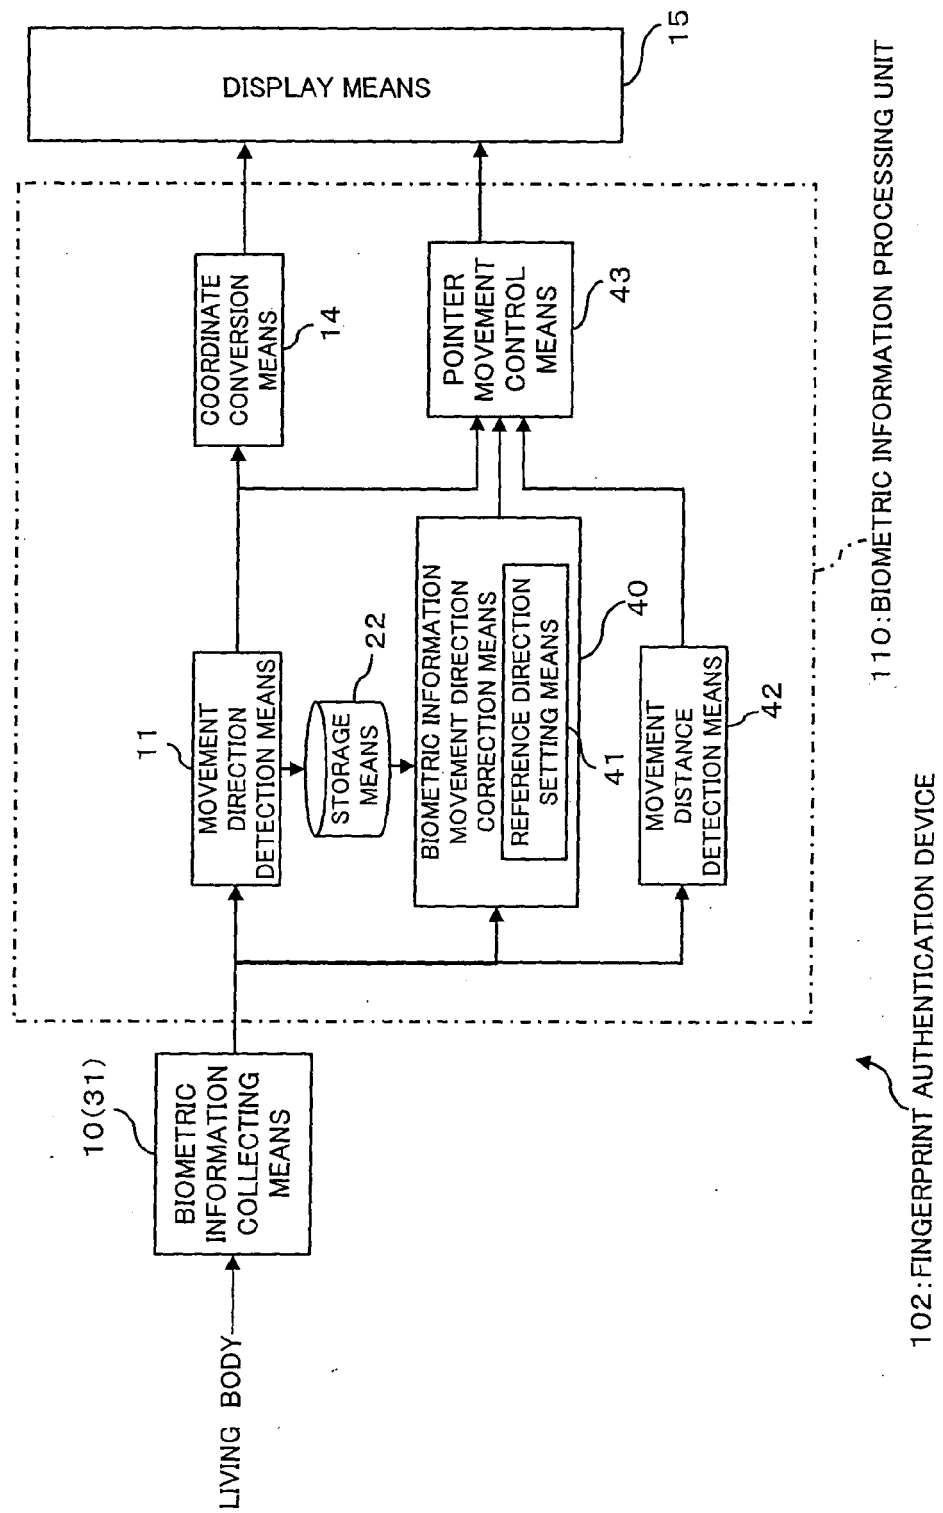 DISPLAY MEANS
15
COORDINATE
CONVERSION
MEANS
14
POINTER
MOVEMENT
CONTROL
MEANS
43
11
MOVEMENT
DIRECTION
DETECTION MEANS
22
STORAGE
MEANS
BIOMETRIC INFORMATION
MOVEMENT DIRECTION
CORRECTION MEANS
REFERENCE DIRECTION
SETTING MEANS
40
41
MOVEMENT
DISTANCE
DETECTION MEANS
42
10(31)
BIOMETRIC
INFORMATION
COLLECTING
MEANS
LIVING BODY
110:BIOMETRIC INFORMATION PROCESSING UNIT
102:FINGERPRINT AUTHENTICATION DEVICE